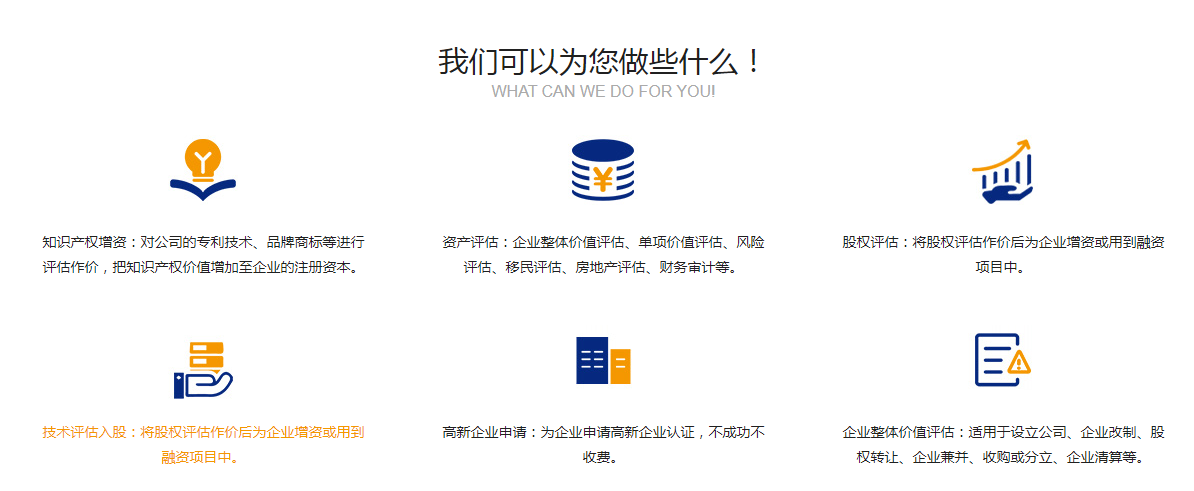 我们可以为您做些什么！
WHAT CAN WE DO FOR YOU!
知识产权增资：对公司的专利技术、品牌商标等进行
评估作价，把知识产权价值增加至企业的注册资本。
资产评估：企业整体价值评估、单项价值评估、风险
评估、移民评估、房地产评估、财务审计等。
股权评估：将股权评估作价后为企业增资或用到融资
项目中。
技术评估入股：将股权评估作价后为企业增资或用到
融资项目中。
高新企业申请：为企业申请高新企业认证，不成功不
收费。
企业整体价值评估：适用于设立公司、企业改制、股
权转让、企业兼并、收购或分立、企业清算等。